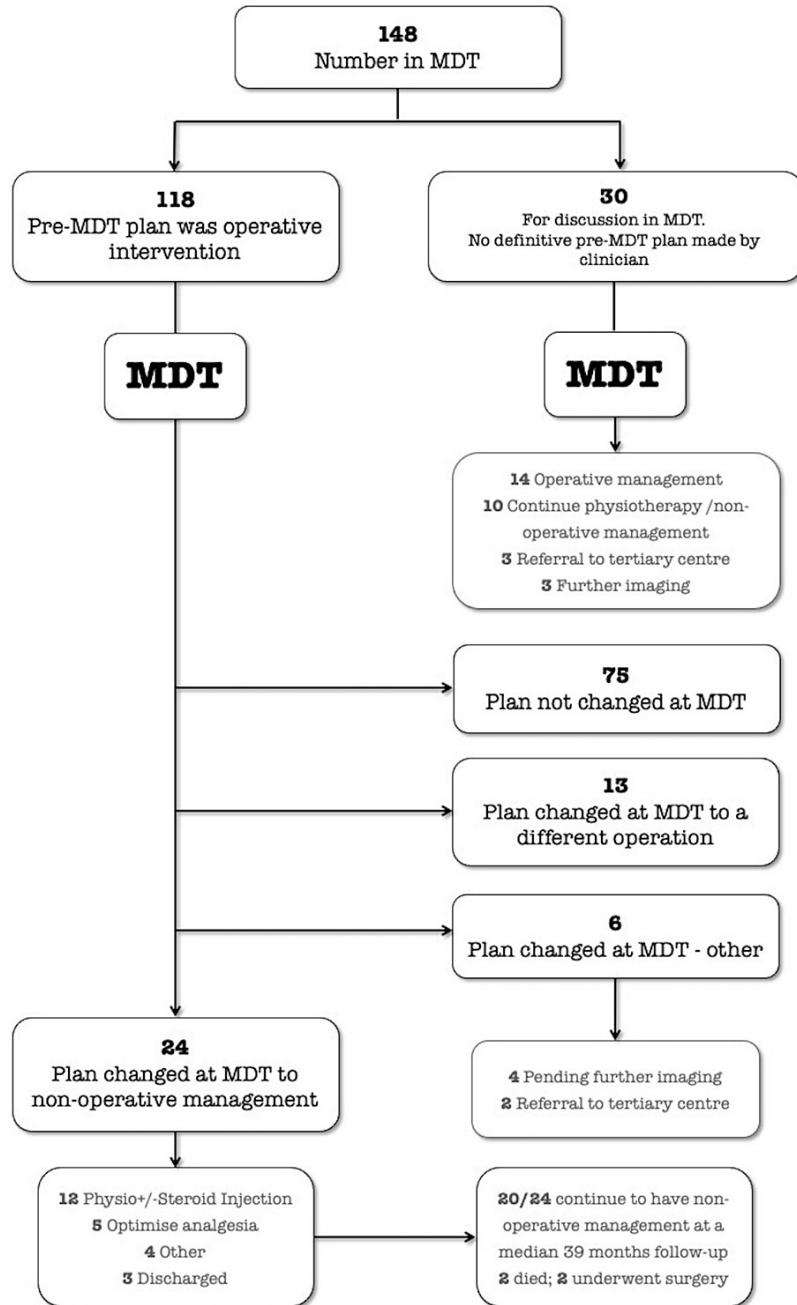 148
Number in MDT
118
Pre-MDT plan was operative
intervention
30
For discussion in MDT.
No definitive pre-MDT plan made by
clinician
MDT
MDT
14 Operative management
10 Continue physiotherapy /non-
operative management
3 Referral to tertiary centre
3 Further imaging
75
Plan not changed at MDT
13
Plan changed at MDT to a
different operation
6
Plan changed at MDT - other
24
Plan changed at MDT to
non-operative management
4 Pending further imaging
2 Referral to tertiary centre
12 Physio+/-Steroid Injection
5 Optimise analgesia
4 Other
3 Discharged
20/24 continue to have non-
operative management at a
median 39 months follow-up
2 died; 2 underwent surgery